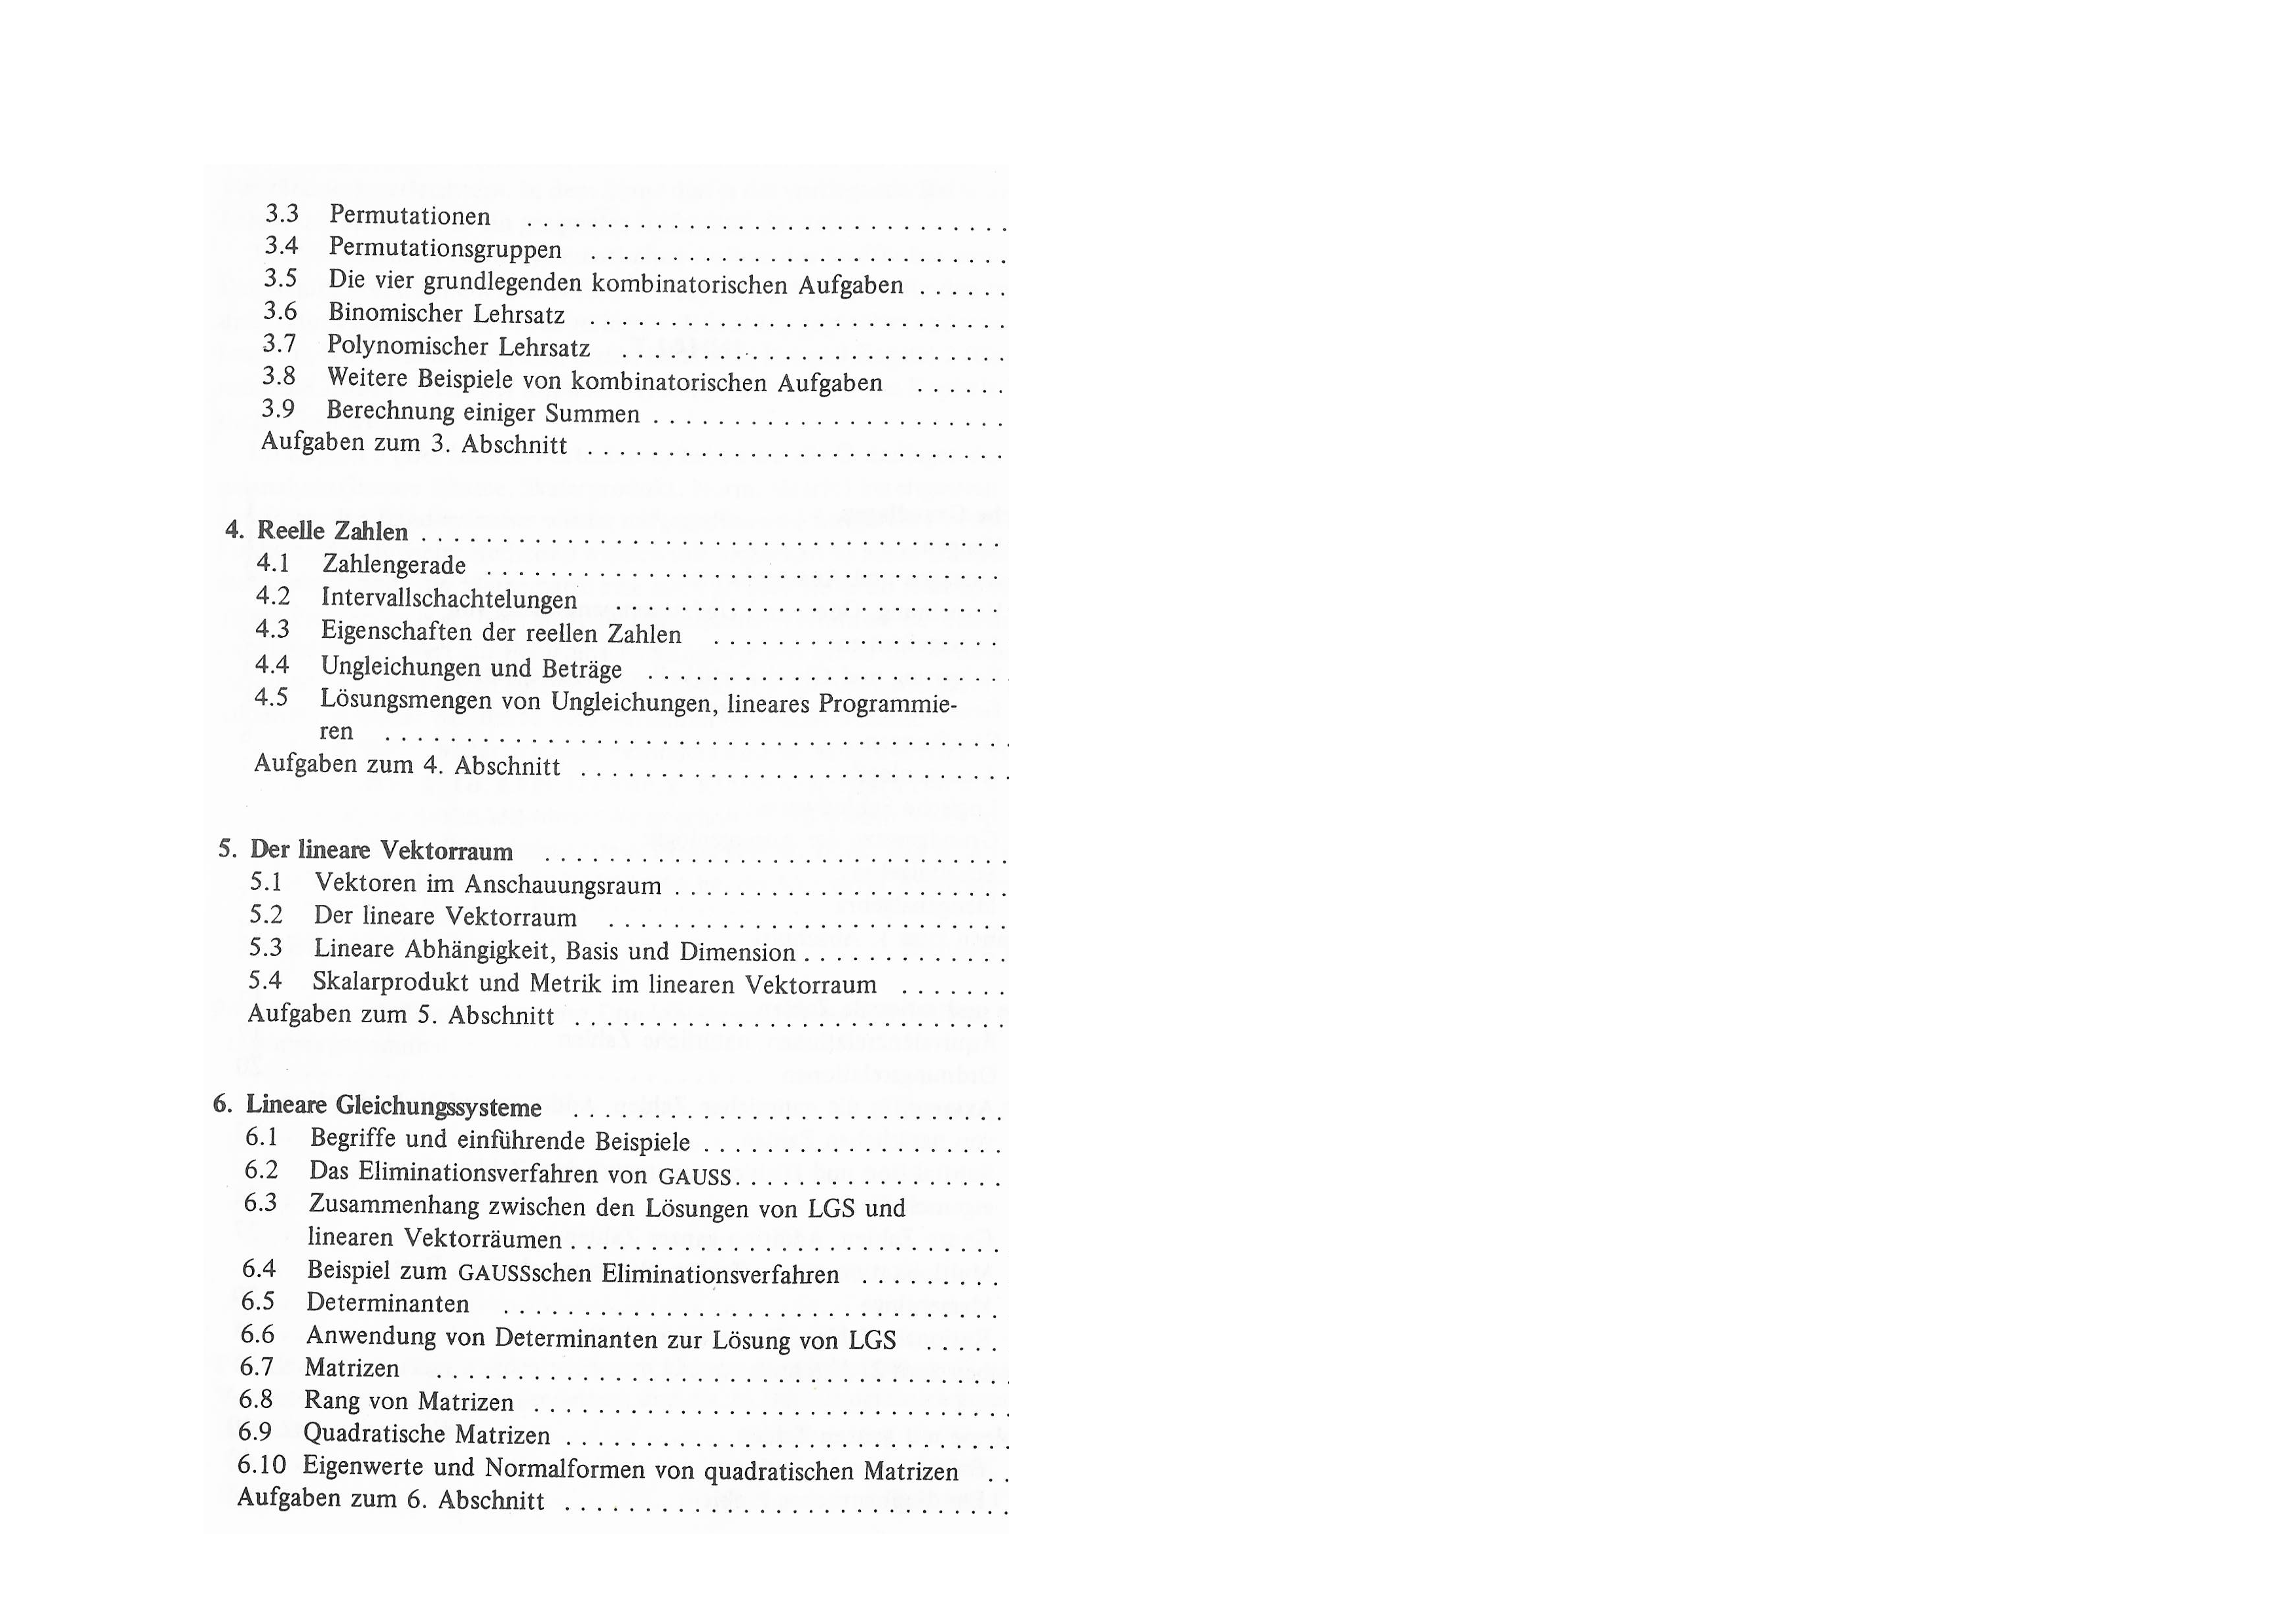 3.3 Permutationen . . . . . . . . . . . . . . . . . . . . . . . . . . . . . .
3.4 Permutationsgruppen . . . . . . . . . . . . . . . . . . . . . . . . . .
3.5 Die vier grundlegenden kombinatorischen Aufgaben . . . . . .
3.6 Binomischer Lehrsatz . . . . . . . . . . . . . . . . . . . . . . . . . .
3.7 Polynomischer Lehrsatz . . . . . . . . . . . . . . . . . . . . . . . .
3.8 Weitere Beispiele von kombinatorischen Aufgaben . . . . . .
3.9 Berechnung einiger Summen . . . . . . . . . . . . . . . . . . . . . .
Aufgaben zum 3. Abschnitt . . . . . . . . . . . . . . . . . . . . . . . . . .
4. Reelle Zahlen . . . . . . . . . . . . . . . . . . . . . . . . . . . . . . . . . . . .
4.1 Zahlengerade . . . . . . . . . . . . . . . . . . . . . . . . . . . . . . . .
4.2 Intervallschachtelungen . . . . . . . . . . . . . . . . . . . . . . . .
4.3 Eigenschaften der reellen Zahlen . . . . . . . . . . . . . . . . . .
4.4 Ungleichungen und Beträge . . . . . . . . . . . . . . . . . . . . . .
4.5 Lösungsmengen von Ungleichungen, lineares Programmie-
ren . . . . . . . . . . . . . . . . . . . . . . . . . . . . . . . . . . . . . . .
Aufgaben zum 4. Abschnitt . . . . . . . . . . . . . . . . . . . . . . . . . . .
5. Der lineare Vektorraum . . . . . . . . . . . . . . . . . . . . . . . . . . . . .
5.1 Vektoren im Anschauungsraum . . . . . . . . . . . . . . . . . . . . .
5.2 Der lineare Vektorraum . . . . . . . . . . . . . . . . . . . . . . . . .
5.3 Lineare Abhängigkeit, Basis und Dimension . . . . . . . . . . . . .
5.4 Skalarprodukt und Metrik im linearen Vektorraum . . . . . . .
Aufgaben zum 5. Abschnitt . . . . . . . . . . . . . . . . . . . . . . . . . . .
6. Lineare Gleichungssysteme . . . . . . . . . . . . . . . . . . . . . . . . . . .
6.1 Begriffe und einführende Beispiele . . . . . . . . . . . . . . . . . . .
6.2 Das Eliminationsverfahren von GAUSS . . . . . . . . . . . . . . . . .
6.3 Zusammenhang zwischen den Lösungen von LGS und
linearen Vektorräumen . . . . . . . . . . . . . . . . . . . . . . . . . . .
6.4 Beispiel zum GAUSSschen Eliminationsverfahren . . . . . . . . .
6.5 Determinanten . . . . . . . . . . . . . . . . . . . . . . . . . . . . . . .
6.6 Anwendung von Determinanten zur Lösung von LGS . . . . .
6.7 Matrizen . . . . . . . . . . . . . . . . . . . . . . . . . . . . . . . . . . . .
6.8 Rang von Matrizen . . . . . . . . . . . . . . . . . . . . . . . . . . . . . .
6.9 Quadratische Matrizen . . . . . . . . . . . . . . . . . . . . . . . . . . . .
6.10 Eigenwerte und Normalformen von quadratischen Matrizen . .
Aufgaben zum 6. Abschnitt . . . . . . . . . . . . . . . . . . . . . . . . . . . .